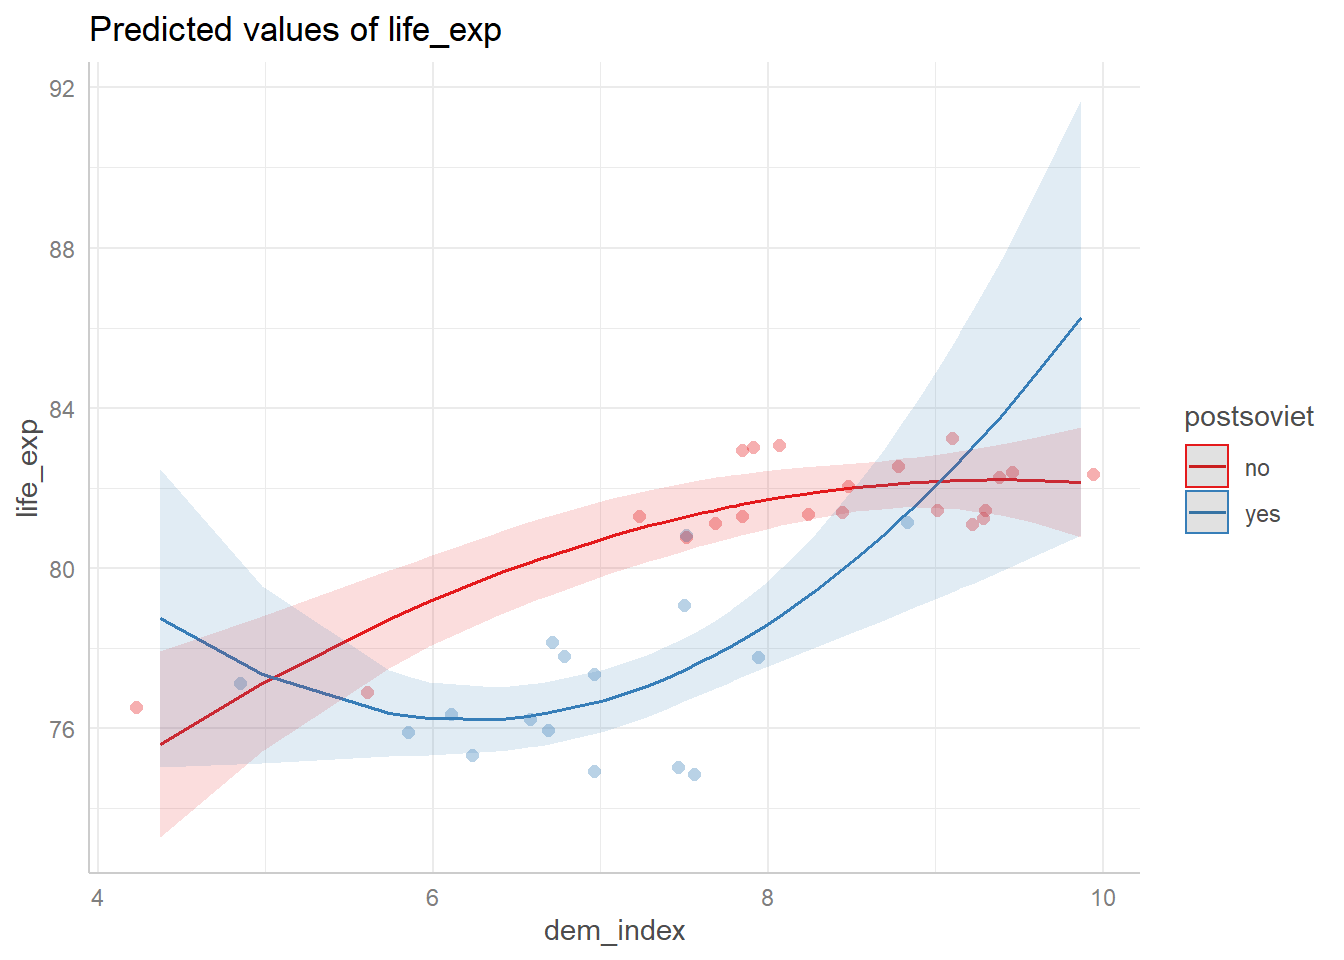 Predicted values of life_exp
92
88
84
80
76
life_exp
4
6
8
10
dem_index
postsoviet
no
yes